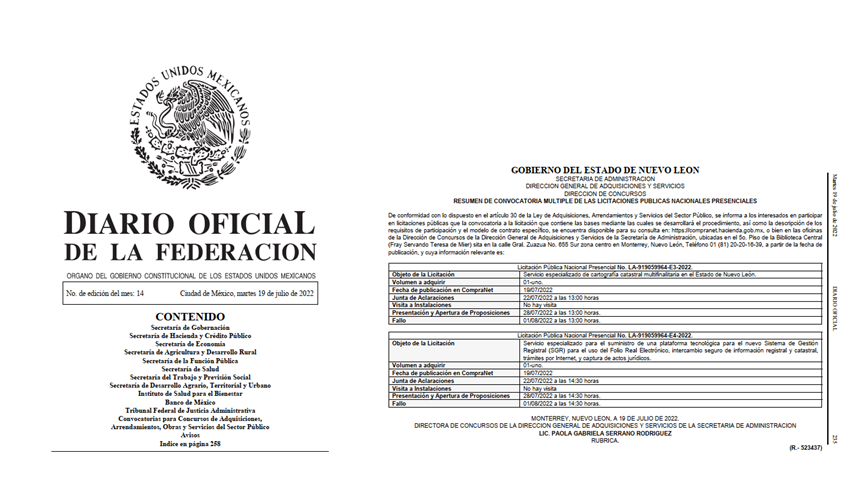 ESTADOS UNIDOS MEXICANOS
DIARIO OFICIAL
DE LA FEDERACION
ORGANO DEL GOBIERNO CONSTITUCIONAL DE LOS ESTADOS UNIDOS MEXICANOS
No. de edición del mes: 14 Ciudad de México, martes 19 de julio de 2022
CONTENIDO
Secretaría de Gobernación
Secretaría de Hacienda y Crédito Público
Secretaría de Economía
Secretaría de Agricultura y Desarrollo Rural
Secretaría de la Función Pública
Secretaría de Salud
Secretaría del Trabajo y Previsión Social
Secretaría de Desarrollo Agrario, Territorial y Urbano
Instituto de Salud para el Bienestar
Banco de México
Tribunal Federal de Justicia Administrativa
Convocatorias para Concursos de Adquisiciones,
Arrendamientos, Obras y Servicios del Sector Público
Avisos
Indice en página 258
GOBIERNO DEL ESTADO DE NUEVO LEON
SECRETARIA DE ADMINISTRACION
DIRECCION GENERAL DE ADQUISICIONES Y SERVICIOS
DIRECCIÓN DE CONCURSOS
RESUMEN DE CONVOCATORIA MULTIPLE DE LAS LICITACIONES PUBLICAS NACIONALES PRESENCIALES
De conformidad con lo dispuesto en el artículo 30 de la Ley de Adquisiciones, Arrendamientos y Servicios del Sector Público, se informa a los interesados en participar
en licitaciones públicas que la convocatoria a la licitación que contiene las bases mediante las cuales se desarrollará el procedimiento, así como la descripción de los
requisitos de participación y el modelo de contrato específico, se encuentra disponible para su consulta en: https://compranet.hacienda.gob.mx, o bien en las oficinas
de la Dirección de Concursos de la Dirección General de Adquisiciones y Servicios de la Secretaría de Administración, ubicadas en el 5o. Piso de la Biblioteca Central
(Fray Servando Teresa de Mier) sita en la calle Gral. Zuazua No. 655 Sur zona centro en Monterrey, Nuevo León, Teléfono 01 (81) 20-20-16-39, a partir de la fecha de
publicación, y cuya información relevante es:
Licitación Pública Nacional Presencial No. LA-919059964-E3-2022.
Objeto de la Licitación Servicio especializado de cartografía catastral multifinalitaria en el Estado de Nuevo León.
Volumen a adquirir 01-uno.
Fecha de publicación en CompraNet 19/07/2022
Junta de Aclaraciones 22/07/2022 a las 13:00 horas.
Visita a Instalaciones No hay visita
Presentación y Apertura de Proposiciones 28/07/2022 a las 13:00 horas.
Fallo 01/08/2022 a las 13:00 horas.
Licitación Pública Nacional Presencial No. LA-919059964-E4-2022.
Objeto de la Licitación Servicio especializado para el suministro de una plataforma tecnológica para el nuevo Sistema de Gestión
Registral (SGR) para el uso del Folio Real Electrónico, intercambio seguro de información registral y catastral,
trámites por Internet, y captura de actos jurídicos.
Volumen a adquirir 01-uno.
Fecha de publicación en CompraNet 19/07/2022
Junta de Aclaraciones 22/07/2022 a las 14:30 horas
Visita a Instalaciones No hay visita
Presentación y Apertura de Proposiciones 28/07/2022 a las 14:30 horas.
Fallo 01/08/2022 a las 14:30 horas.
MONTERREY, NUEVO LEON, A 19 DE JULIO DE 2022.
DIRECTORA DE CONCURSOS DE LA DIRECCION GENERAL DE ADQUISICIONES Y SERVICIOS DE LA SECRETARIA DE ADMINISTRACION
LIC. PAOLA GABRIELA SERRANO RODRIGUEZ
RUBRICA.
(R.- 523437)
Martes 19 de julio de 2022
DIARIO OFICIAL
255